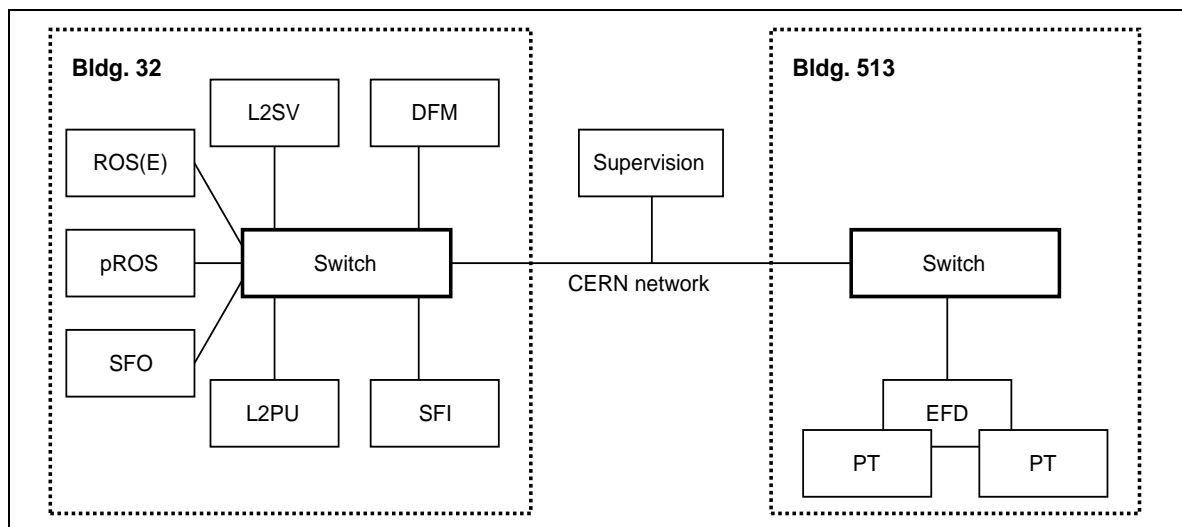 Bldg. 32
L2SV
DFM
ROS(E)
pROS
SFO
Switch
L2PU
SFI
Supervision
CERN network
Bldg. 513
Switch
EFD
PT
PT